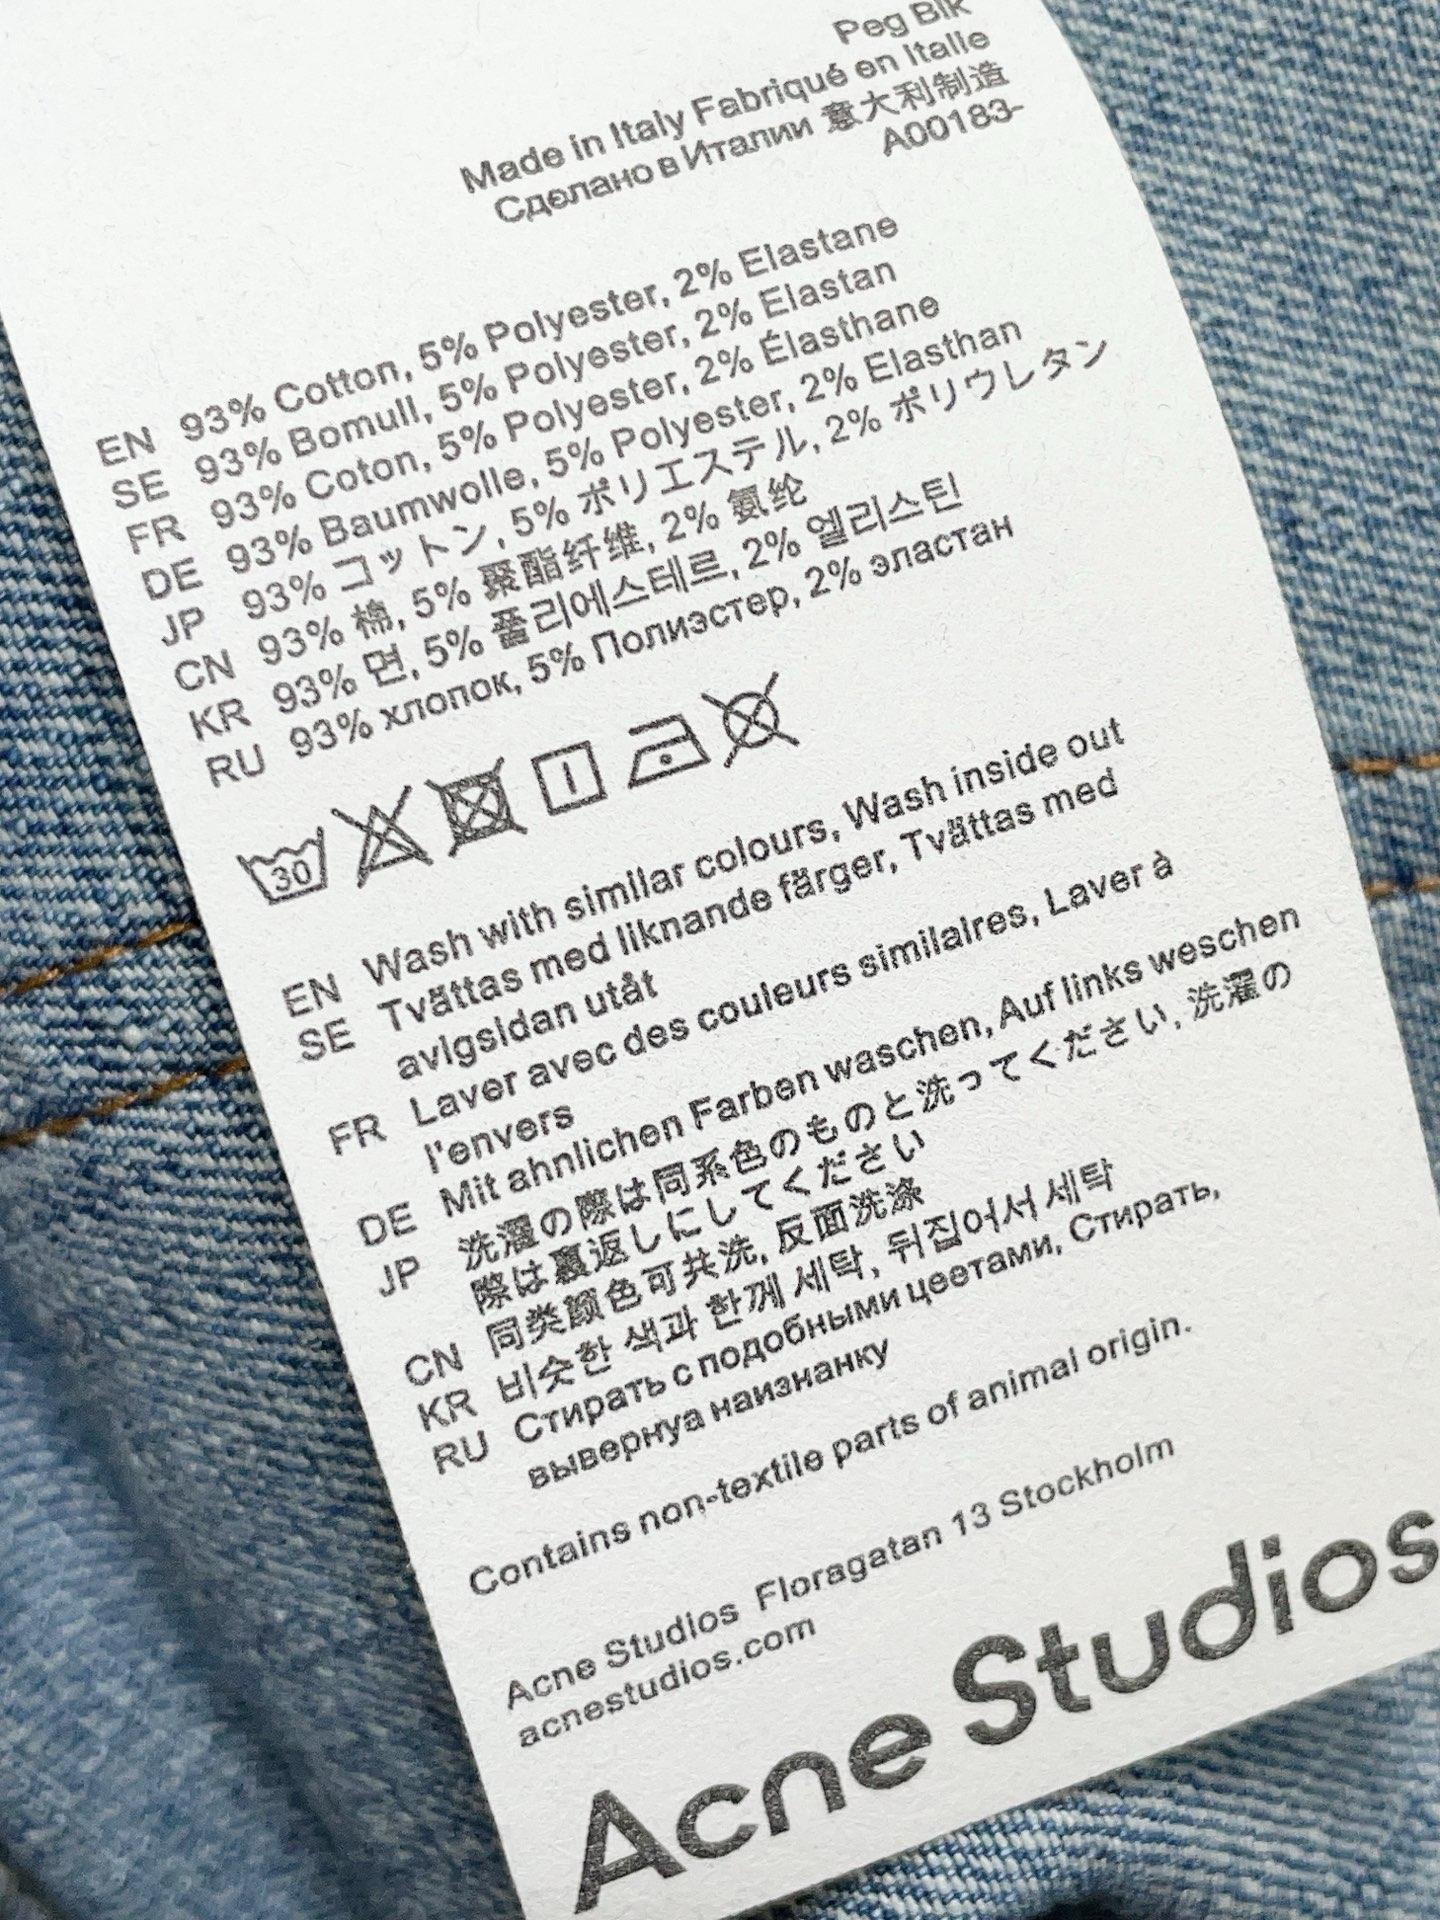 Peg Blk
Made in Italy Fabriqué en Italie
Сделано в Италии 意大利制造
A00183-
EN 93% Cotton, 5% Polyester, 2% Elastane
SE 93% Bomull, 5% Polyester, 2% Elastan
FR 93% Coton, 5% Polyester, 2% Élasthane
DE 93% Baumwolle, 5% Polyester, 2% Elasthan
JP 93% コットン, 5% ポリエステル, 2% ポリウレタン
CN 93% 棉, 5% 聚酯纤维, 2% 氨纶
KR 93% 면, 5% 폴리에스테르, 2% 엘리스틴
RU 93% хлопок, 5% Полиэстер, 2% эластан
30
EN Wash with similar colours, Wash inside out
SE Tvättas med liknande färger, Tvättas med
avigsidan utåt
FR Laver avec des couleurs similaires, Laver à
l'envers
DE Mit ahnlichen Farben waschen, Auf links weschen
JP 洗濯の際は同系色のものと洗ってください, 洗濯の
際は裏返しにしてください
CN 同类颜色可共洗, 反面洗涤
KR 비슷한 색과 한께 세탁, 뒤집어서 세탁
RU Стирать с подобными цеетами, Стирать,
вывернуа наизнанку
Contains non-textile parts of animal origin.
Acne Studios Floragatan 13 Stockholm
acnestudios.com
Acne Studios